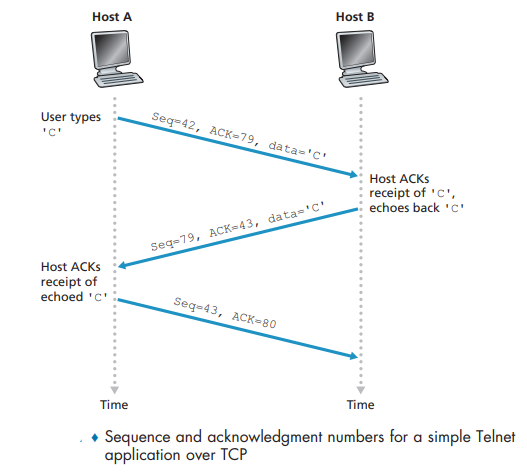 Host A
Host B
User types
'C'
Seq=42, ACK=79, data='C'
Host ACKs
receipt of 'C',
echoes back 'C'
Seq=79, ACK=43, data='C'
Host ACKs
receipt of
echoed 'C'
Seq=43, ACK=80
Time
Time
. ♦ Sequence and acknowledgment numbers for a simple Telnet
application over TCP